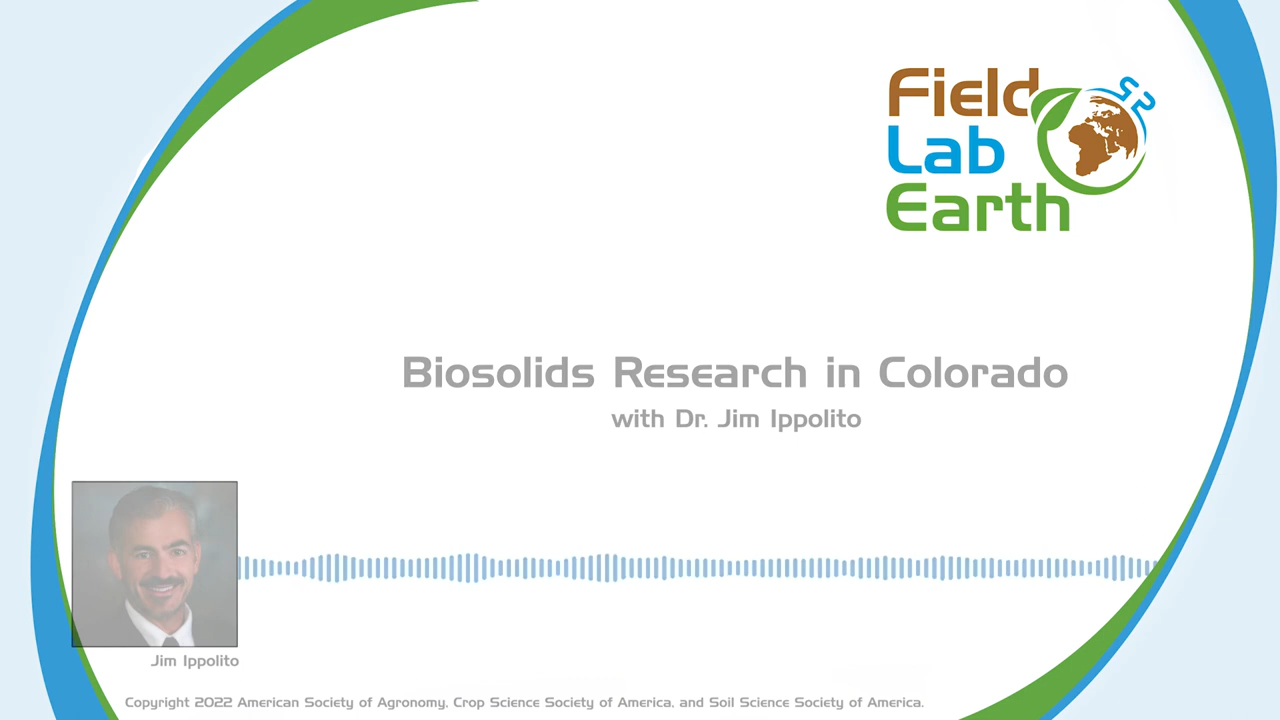 Field
Lab
Earth
Biosolids Research in Colorado
with Dr. Jim Ippolito
Jim Ippolito
Copyright 2022 American Society of Agronomy, Crop Science Society of America, and Soil Science Society of America.